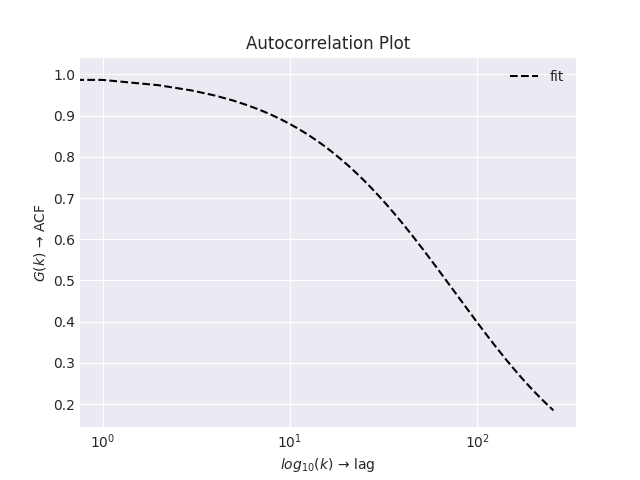 Autocorrelation Plot
fit
G(k) → ACF
1.0
0.9
0.8
0.7
0.6
0.5
0.4
0.3
0.2
10⁰ 10¹ 10²
log₁₀(k) → lag